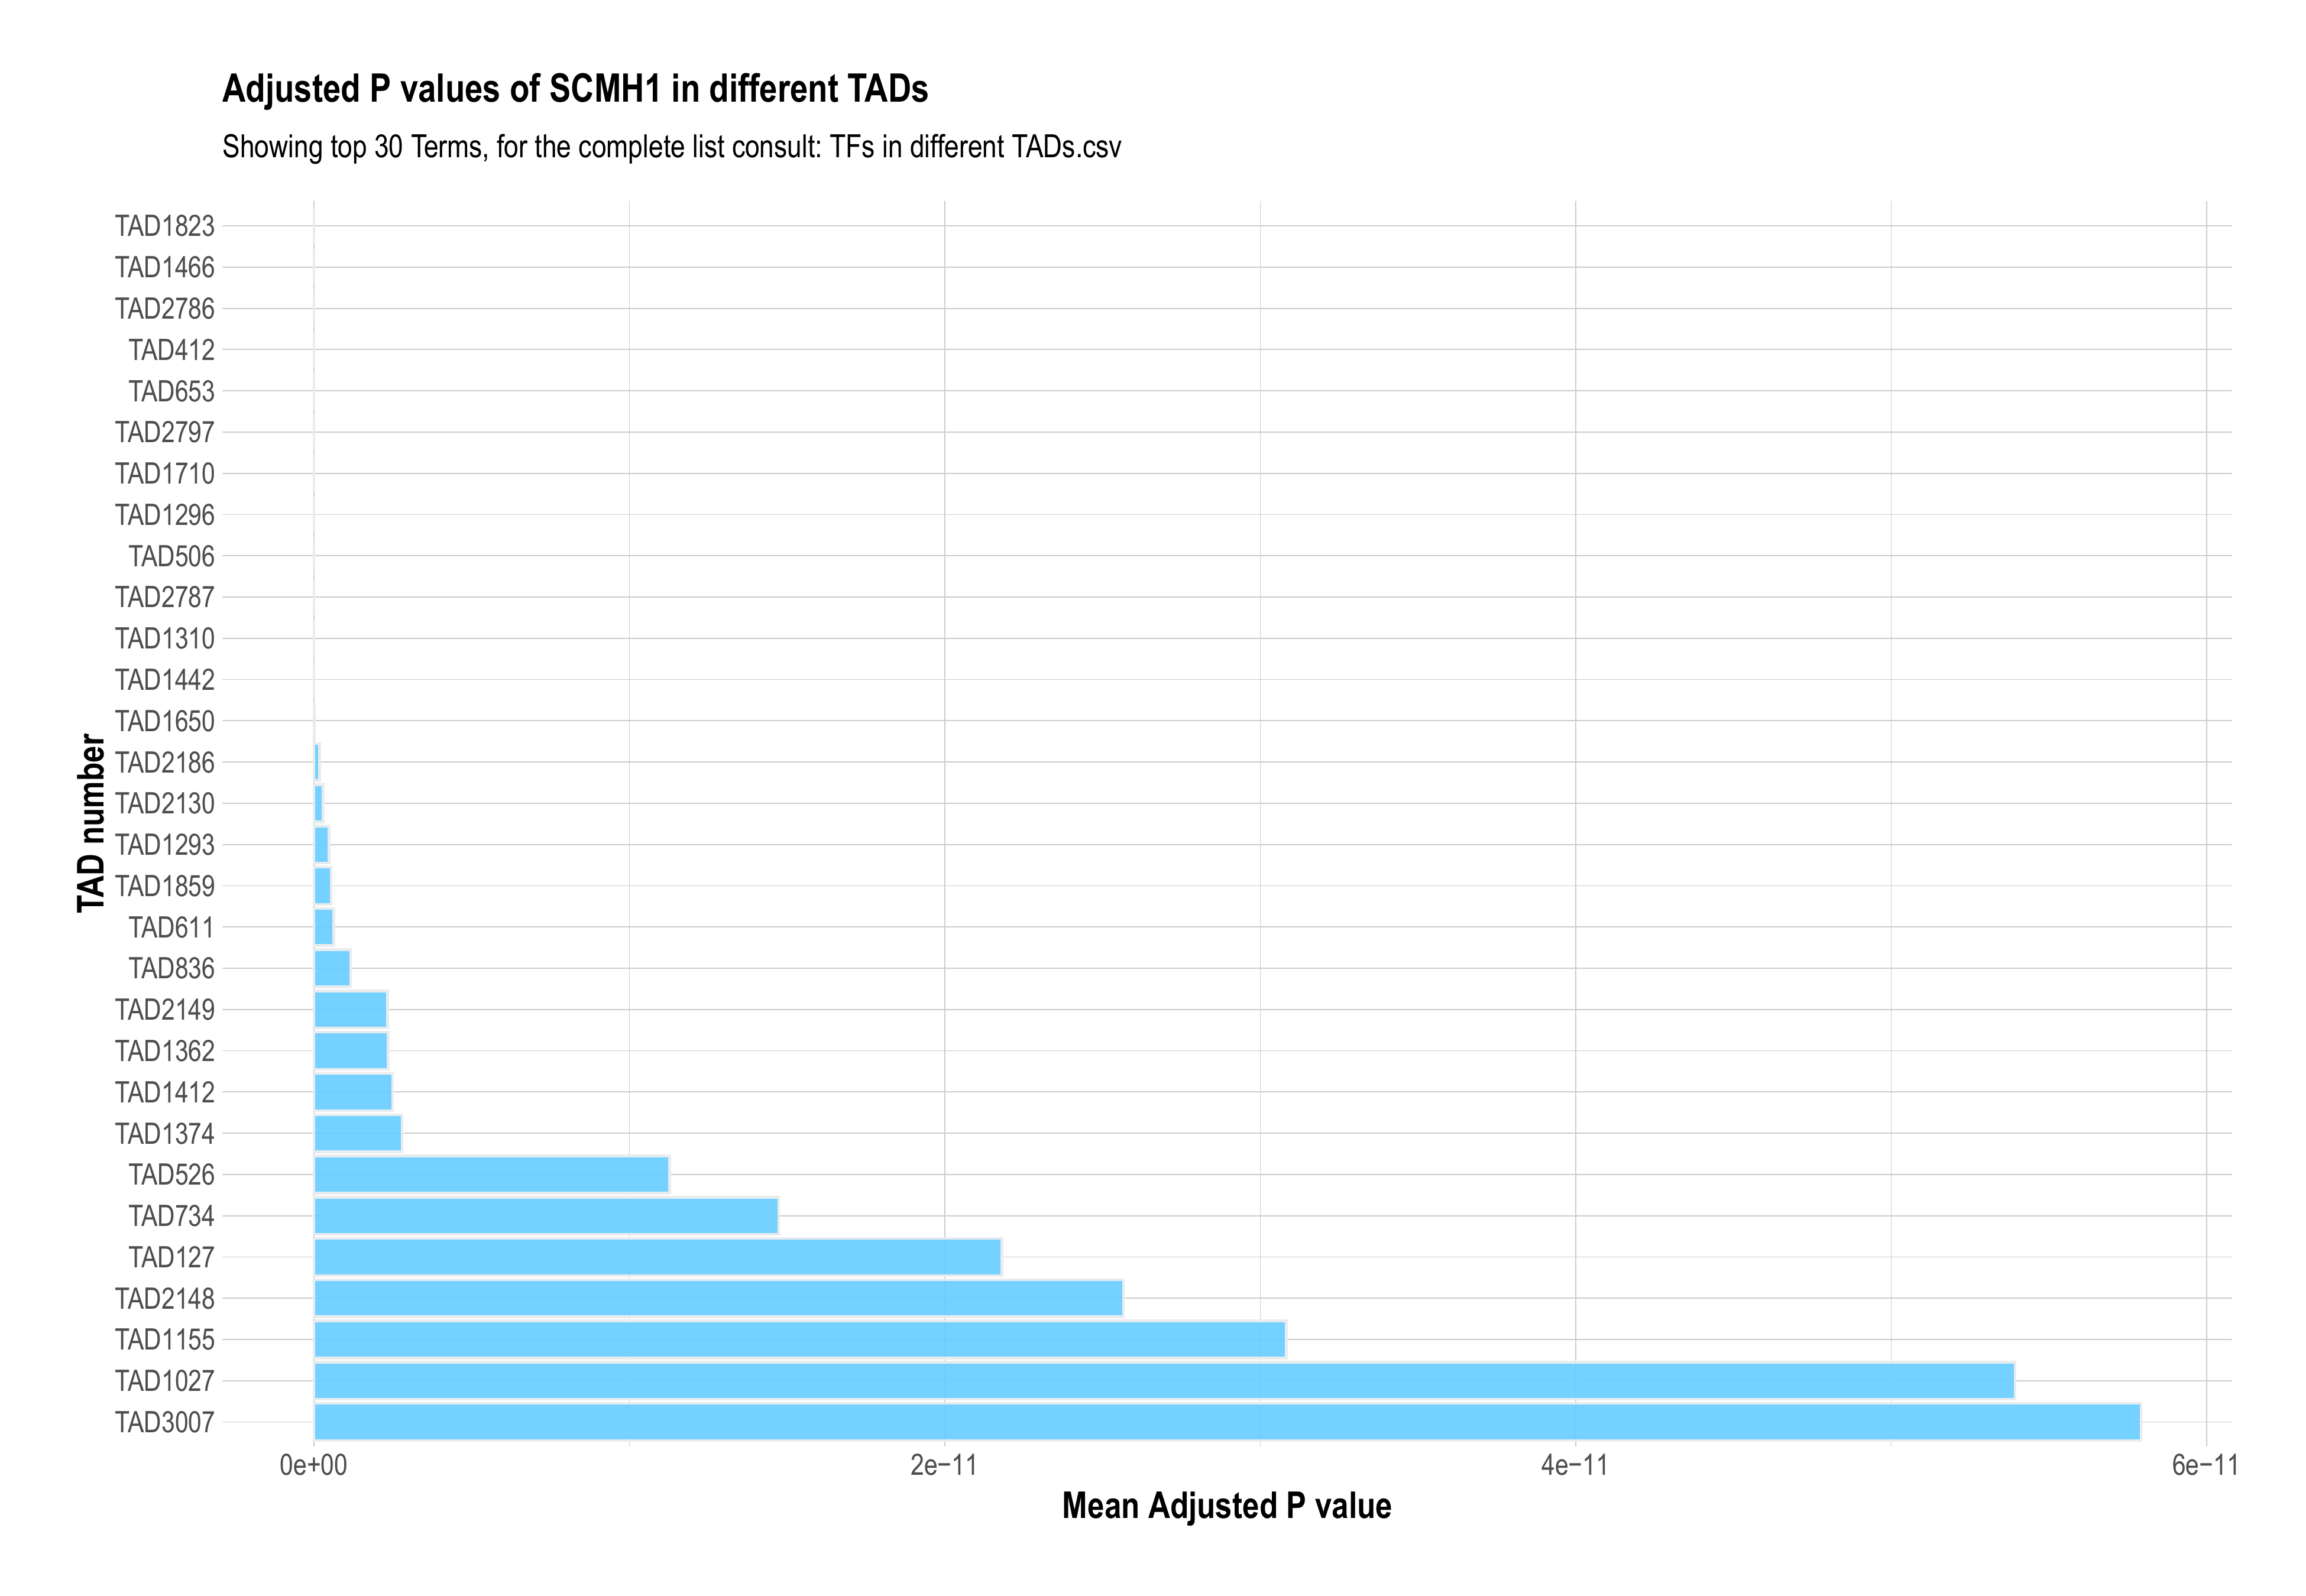 Adjusted P values of SCMH1 in different TADs
Showing top 30 Terms, for the complete list consult: TFs in different TADs.csv
TAD number
TAD1823
TAD1466
TAD2786
TAD412
TAD653
TAD2797
TAD1710
TAD1296
TAD506
TAD2787
TAD1310
TAD1442
TAD1650
TAD2186
TAD2130
TAD1293
TAD1859
TAD611
TAD836
TAD2149
TAD1362
TAD1412
TAD1374
TAD526
TAD734
TAD127
TAD2148
TAD1155
TAD1027
TAD3007
0e+00 2e−11 4e−11 6e−11
Mean Adjusted P value